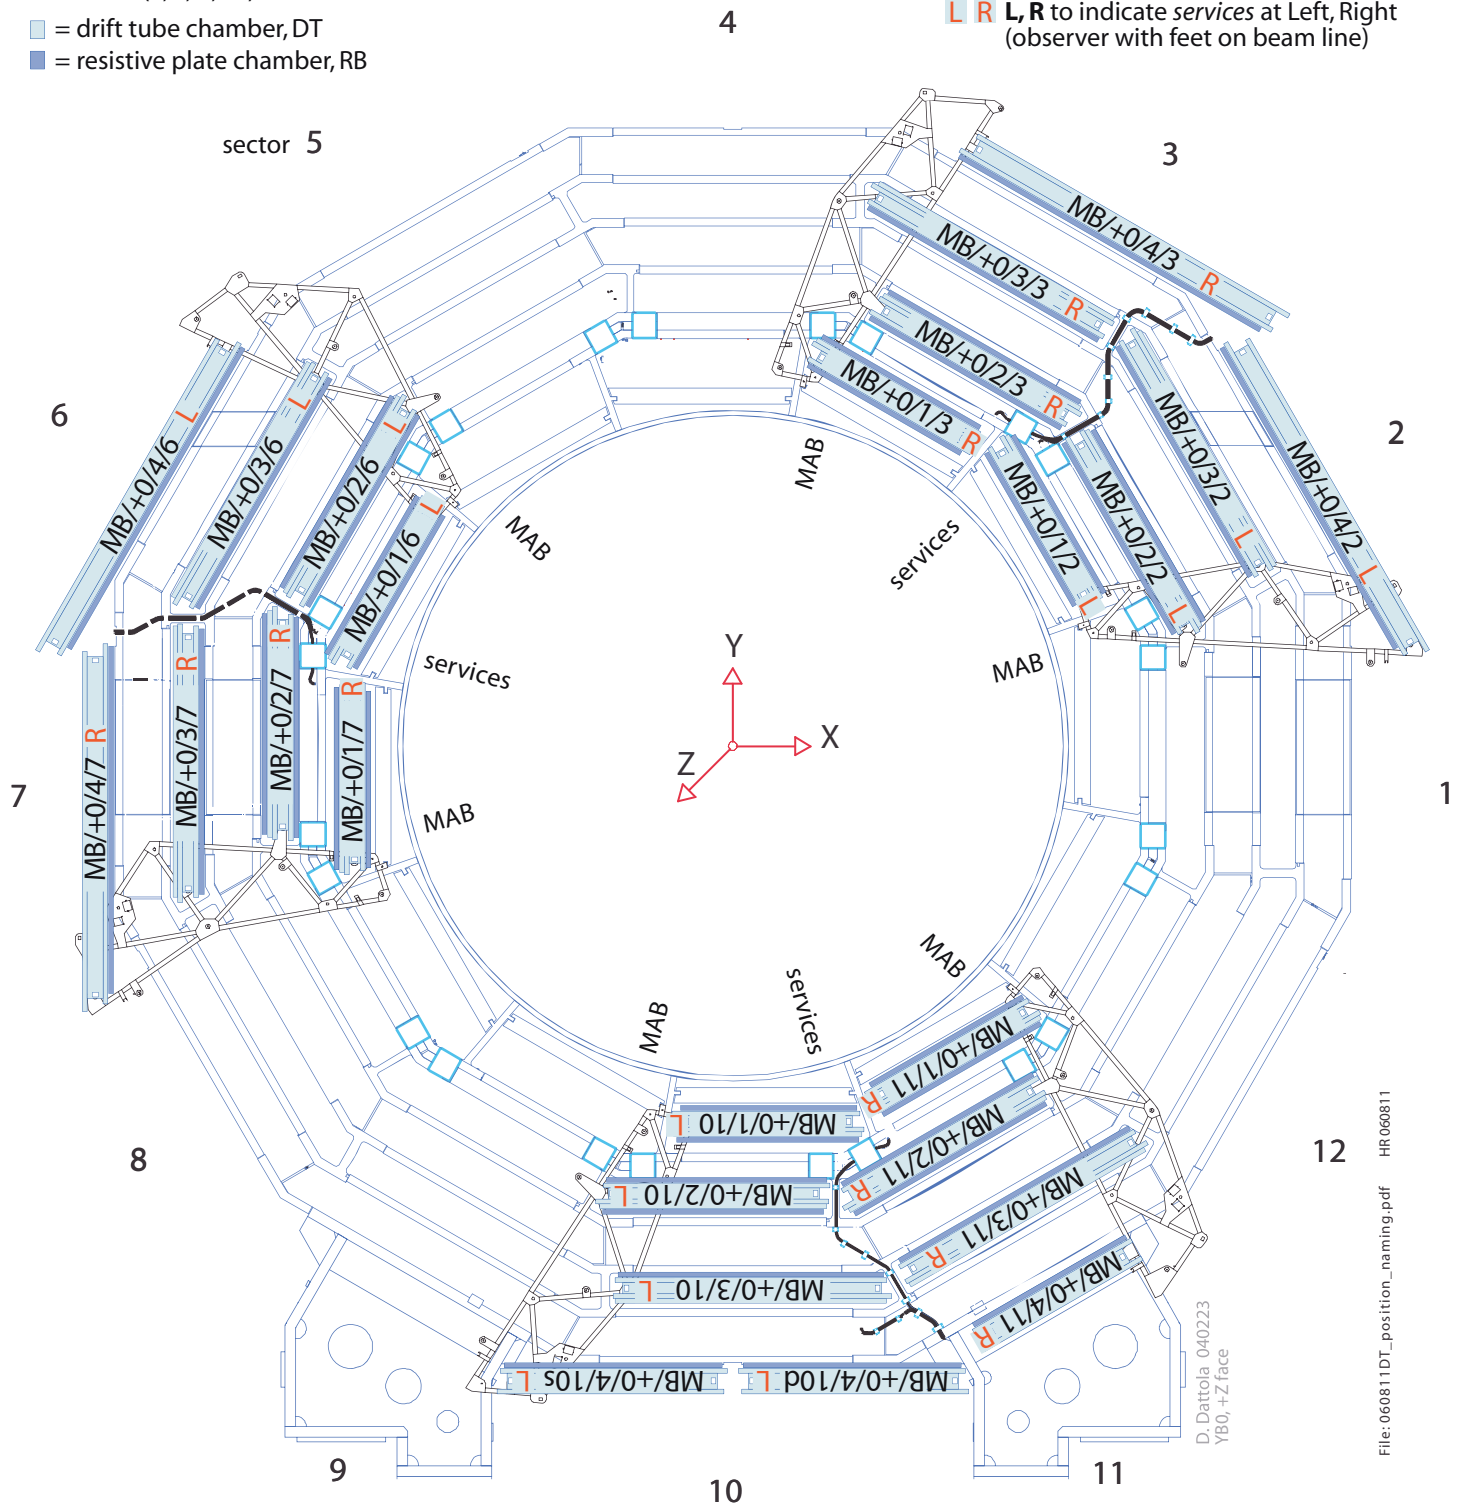 = drift tube chamber, DT
= resistive plate chamber, RB
4
L R L, R to indicate services at Left, Right
(observer with feet on beam line)
sector 5
3
MB/+0/4/3 R
MB/+0/3/3 R
MB/+0/2/3 R
MB/+0/1/3 R
6
MB/+0/4/6 L
MB/+0/3/6 L
MB/+0/2/6 L
MB/+0/1/6 L
2
MB/+0/1/2 L
MB/+0/2/2 L
MB/+0/3/2 L
MB/+0/4/2 L
MAB
MAB
services
services
MAB
Y
X
Z
7
MB/+0/4/7 R
MB/+0/3/7 R
MB/+0/2/7 R
MB/+0/1/7 R
MAB
1
MAB
MAB
services
MB/+0/1/11 R
MB/+0/2/11 R
MB/+0/3/11 R
MB/+0/4/11 R
MB/+0/1/10 L
MB/+0/2/10 L
MB/+0/3/10 L
MB/+0/4/10s L
MB/+0/4/10d L
8
12
9
10
11
D. Dattola 040223
YB0, +Z face
File: 060811DT_position_naming.pdf HR 060811